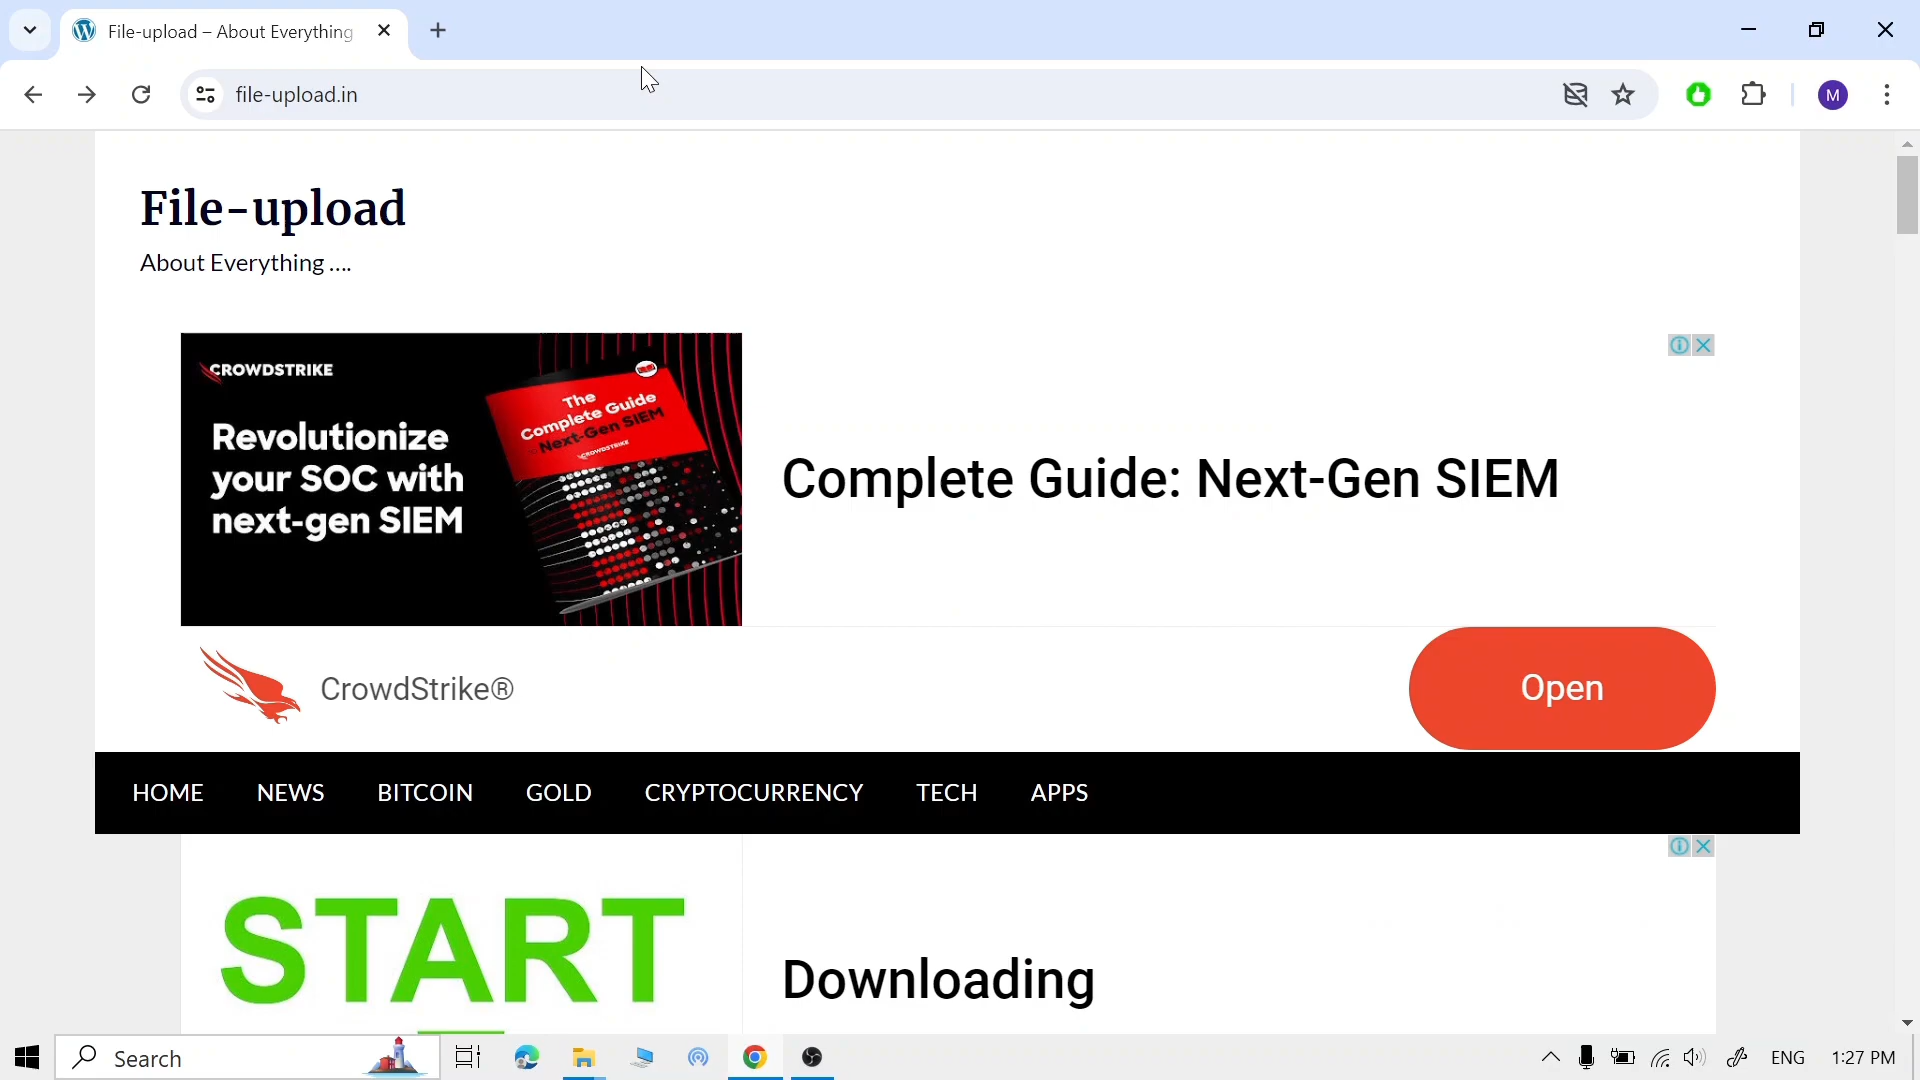 File-upload – About Everything
file-upload.in
M
File-upload
About Everything ....
CROWDSTRIKE
Revolutionize
your SOC with
next-gen SIEM
The
Complete Guide
Next-Gen SIEM
CROWDSTRIKE
Complete Guide: Next-Gen SIEM
CrowdStrike®
Open
HOME NEWS BITCOIN GOLD CRYPTOCURRENCY TECH APPS
START
Downloading
Search
ENG 1:27 PM